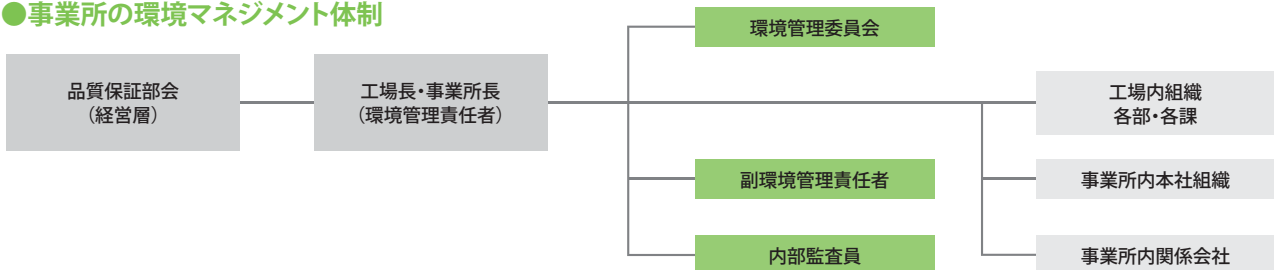 ●事業所の環境マネジメント体制
品質保証部会
（経営層）
工場長・事業所長
（環境管理責任者）
環境管理委員会
副環境管理責任者
内部監査員
工場内組織
各部・各課
事業所内本社組織
事業所内関係会社